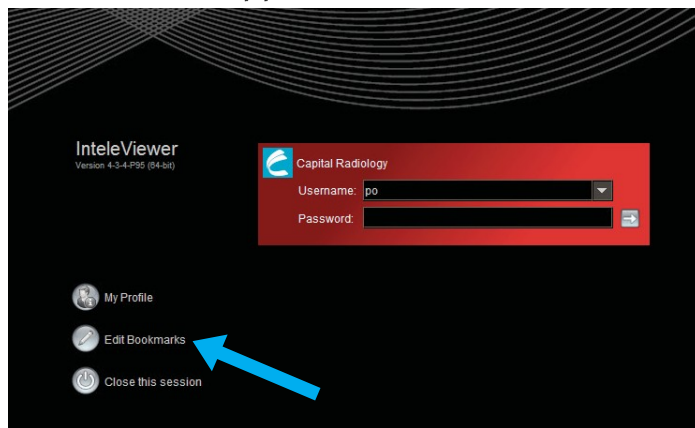 InteleViewer
Version 4-3-4-P95 (64-bit)
Capital Radiology
Username: po
Password:
My Profile
Edit Bookmarks
Close this session